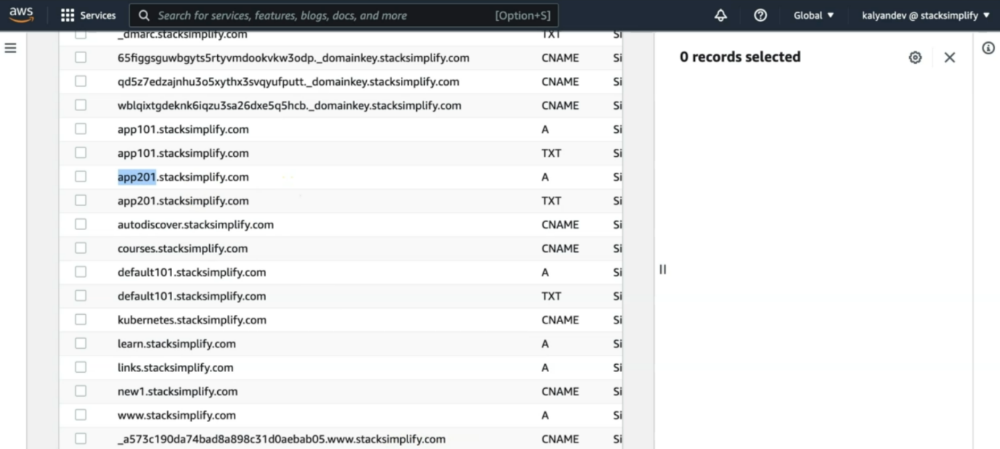 aws Services Search for services, features, blogs, docs, and more [Option+S] Global ▼ kalyandev @ stacksimplify ▼
_dmarc.stacksimplify.com TXT Si
65figgsguwbgyts5rtyvmdookvkw3odp._domainkey.stacksimplify.com CNAME Si
0 records selected
qd5z7edzajnhu3o5xythx3svqyufputt._domainkey.stacksimplify.com CNAME Si
wblqixtgdeknk6iqzu3sa26dxe5q5hcb._domainkey.stacksimplify.com CNAME Si
app101.stacksimplify.com A Si
app101.stacksimplify.com TXT Si
app201.stacksimplify.com A Si
app201.stacksimplify.com TXT Si
autodiscover.stacksimplify.com CNAME Si
courses.stacksimplify.com CNAME Si
default101.stacksimplify.com A Si
default101.stacksimplify.com TXT Si
kubernetes.stacksimplify.com CNAME Si
learn.stacksimplify.com A Si
links.stacksimplify.com A Si
new1.stacksimplify.com CNAME Si
www.stacksimplify.com A Si
_a573c190da74bad8a898c31d0aebab05.www.stacksimplify.com CNAME Si